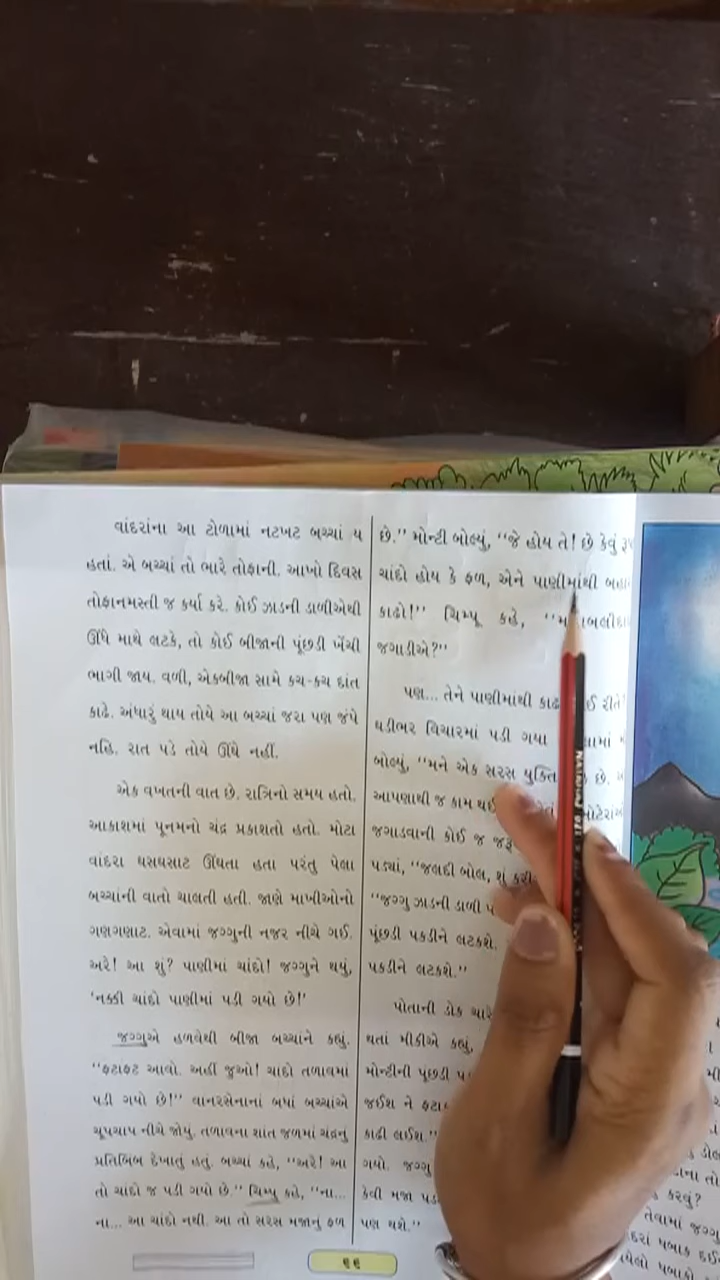 વાંદરાંના આ ટોળામાં નટખટ બચ્ચાં ય
હતાં. એ બચ્ચાં તો ભારે તોફાની. આખો દિવસ
તોફાનમસ્તી જ કર્યા કરે. કોઈ ઝાડની ડાળીએથી
ઊંધે માથે લટકે, તો કોઈ બીજાની પૂંછડી ખેંચી
ભાગી જાય. વળી, એકબીજા સામે કચ-કચ દાંત
કાઢે. અંધારું થાય તોયે આ બચ્ચાં જરા પણ જંપે
નહિ. રાત પડે તોયે ઊંઘે નહીં.
એક વખતની વાત છે. રાત્રિનો સમય હતો.
આકાશમાં પૂનમનો ચંદ્ર પ્રકાશતો હતો. મોટા
વાંદરા ઘસઘસાટ ઊંઘતા હતા પરંતુ પેલા
બચ્ચાંની વાતો ચાલતી હતી. જાણે માખીઓનો
ગણગણાટ. એવામાં જગ્ગુની નજર નીચે ગઈ.
અરે! આ શું? પાણીમાં ચાંદો! જગ્ગુને થયું,
'નક્કી ચાંદો પાણીમાં પડી ગયો છે!'
જગ્ગુએ હળવેથી બીજા બચ્ચાંને કહ્યું.
"ફટાફટ આવો. અહીં જુઓ! ચાંદો તળાવમાં
પડી ગયો છે!" વાનરસેનાનાં બધાં બચ્ચાંએ
ચૂપચાપ નીચે જોયું. તળાવના શાંત જળમાં ચંદ્રનું
પ્રતિબિંબ દેખાતું હતું. બચ્ચાં કહે, "અરે! આ
તો ચાંદો જ પડી ગયો છે." ચિમ્પુ કહે, "ના...
ના... આ ચાંદો નથી. આ તો સરસ મજાનું ફળ
છે." મોન્ટી બોલ્યું, "જે હોય તે! છે કેવું
ચાંદો હોય કે ફળ, એને પાણીમાંથી
કાઢો!" ચિમ્પૂ કહે,
જગાડીએ?"
પણ... તેને પાણીમાંથી
ઘડીભર વિચારમાં પડી ગયા
બોલ્યું, "મને એક સરસ યુક્તિ છે.
આપણાથી જ કામ
જગાડવાની કોઈ જ
પડ્યાં, "જલદી બોલ, શું
"જગ્ગુ ઝાડની ડાળી
પૂંછડી પકડીને લટકશે.
પકડીને લટકશે."
પોતાની ડોક
થતાં મીકીએ કહ્યું,
મોન્ટીની પૂછડી
જઈશ ને
કાઢી લઈશ."
ગયો.
કેવી મજા
પણ થશે."
કરવું?
તેવામાં
૬૬